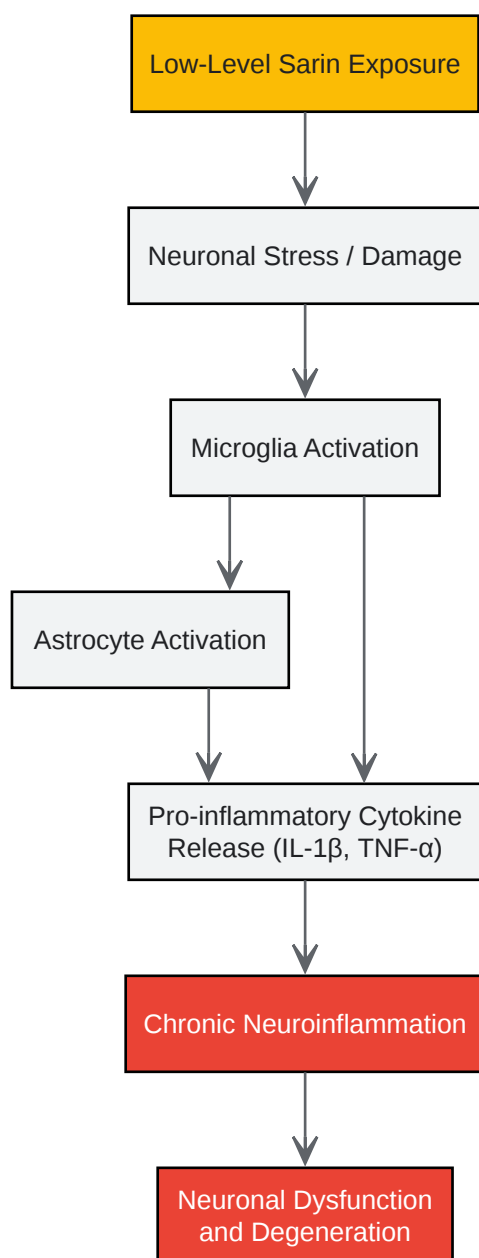 Low-Level Sarin Exposure
Neuronal Stress / Damage
Microglia Activation
Astrocyte Activation
Pro-inflammatory Cytokine
Release (IL-1β, TNF-α)
Chronic Neuroinflammation
Neuronal Dysfunction
and Degeneration